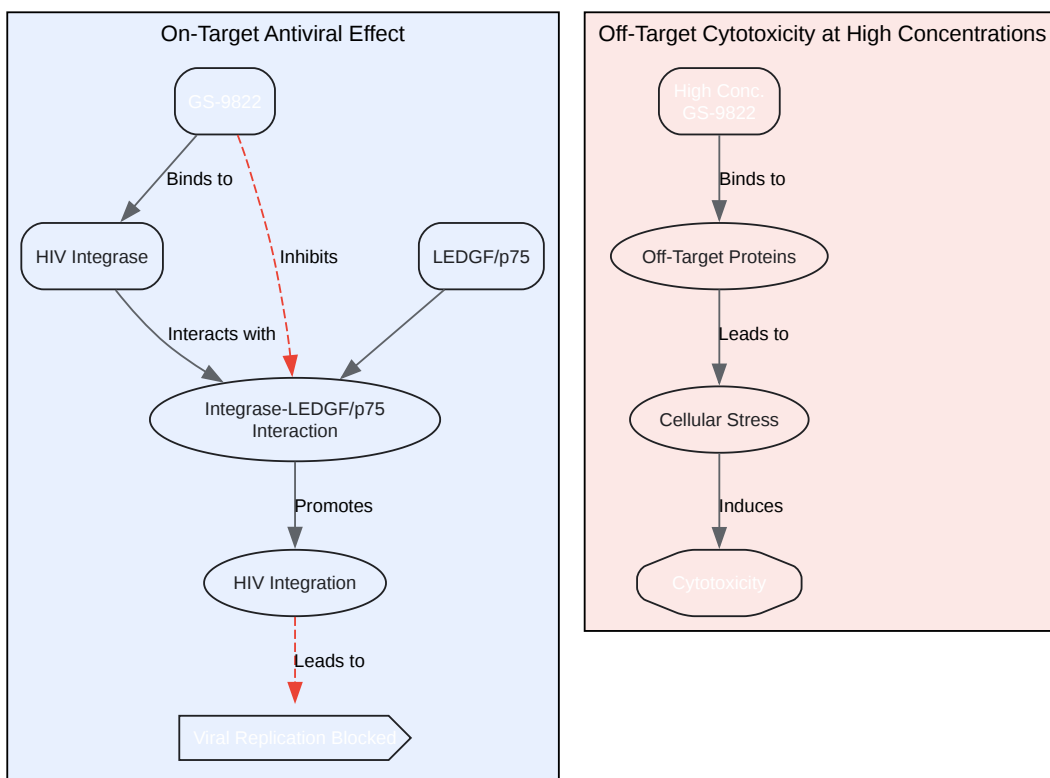 On-Target Antiviral Effect
GS-9822
Binds to
HIV Integrase
Inhibits
LEDGF/p75
Interacts with
Integrase-LEDGF/p75
Interaction
Promotes
HIV Integration
Leads to
Viral Replication Blocked
Off-Target Cytotoxicity at High Concentrations
High Conc.
GS-9822
Binds to
Off-Target Proteins
Leads to
Cellular Stress
Induces
Cytotoxicity